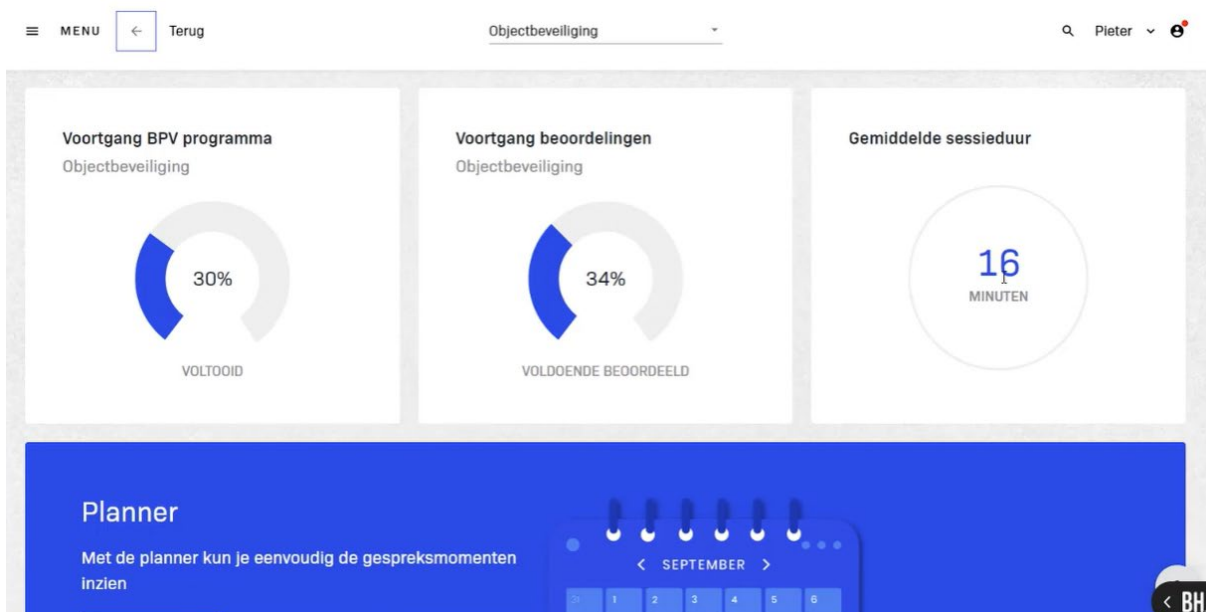 MENU
Terug
Objectbeveiliging
Pieter
Voortgang BPV programma
Objectbeveiliging
30%
VOLTOOID
Voortgang beoordelingen
Objectbeveiliging
34%
VOLDOENDE BEOORDEELD
Gemiddelde sessieduur
16
MINUTEN
Planner
Met de planner kun je eenvoudig de gespreksmomenten
inzien
SEPTEMBER
31 1 2 3 4 5 6
BH